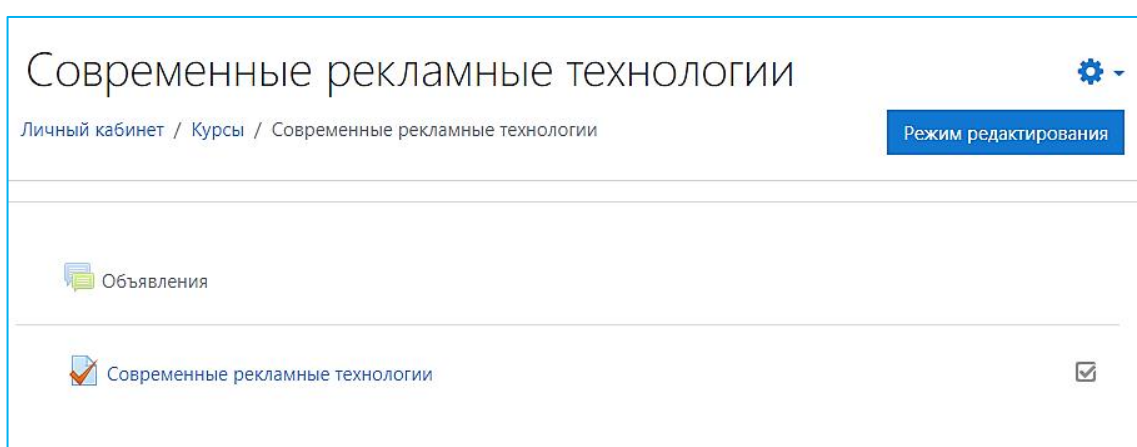 Современные рекламные технологии
Личный кабинет / Курсы / Современные рекламные технологии
Режим редактирования
Объявления
Современные рекламные технологии